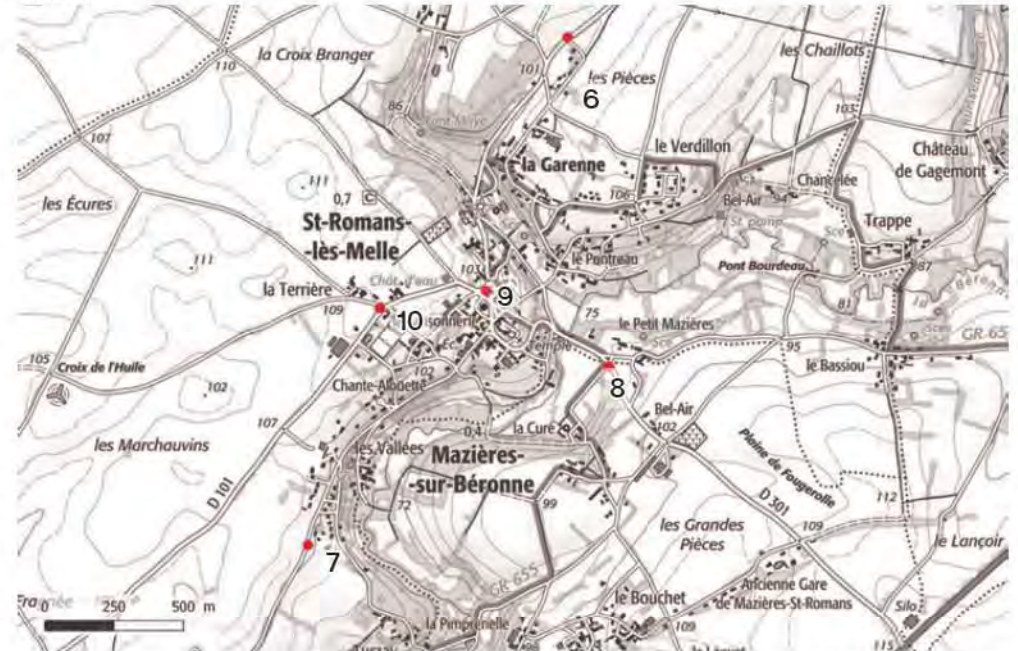 la Croix Branger
110
101
les Pièces
6
les Chaillots
86
103
107
la Garenne
le Verdillon
Château
de Gagemont
111
0,7
C
les Écures
St-Romans-
-lès-Melle
106
Bel-Air
94
Chancelée
Trappe
le Pontreau
111
103
Pont Bourdeau
87
la Terrière
Chât. d'eau
9
75
81
109
10
le Petit Mazières
GR 65
105
Croix de l'Huile
Temple
95
le Bassiou
102
102
Chante-Alouette
8
Bel-Air
102
107
la Cure
les Marchauvins
les Vallées
0,4
Mazières-
-sur-Béronne
Plaine de Fougerolle
D 101
72
99
D 301
112
les Grandes
Pièces
109
le Lançoir
7
GR 655
Ancienne Gare
de Mazières-St-Romans
0
250
500 m
le Bouchet
109
Silo
la Pimprenelle
115